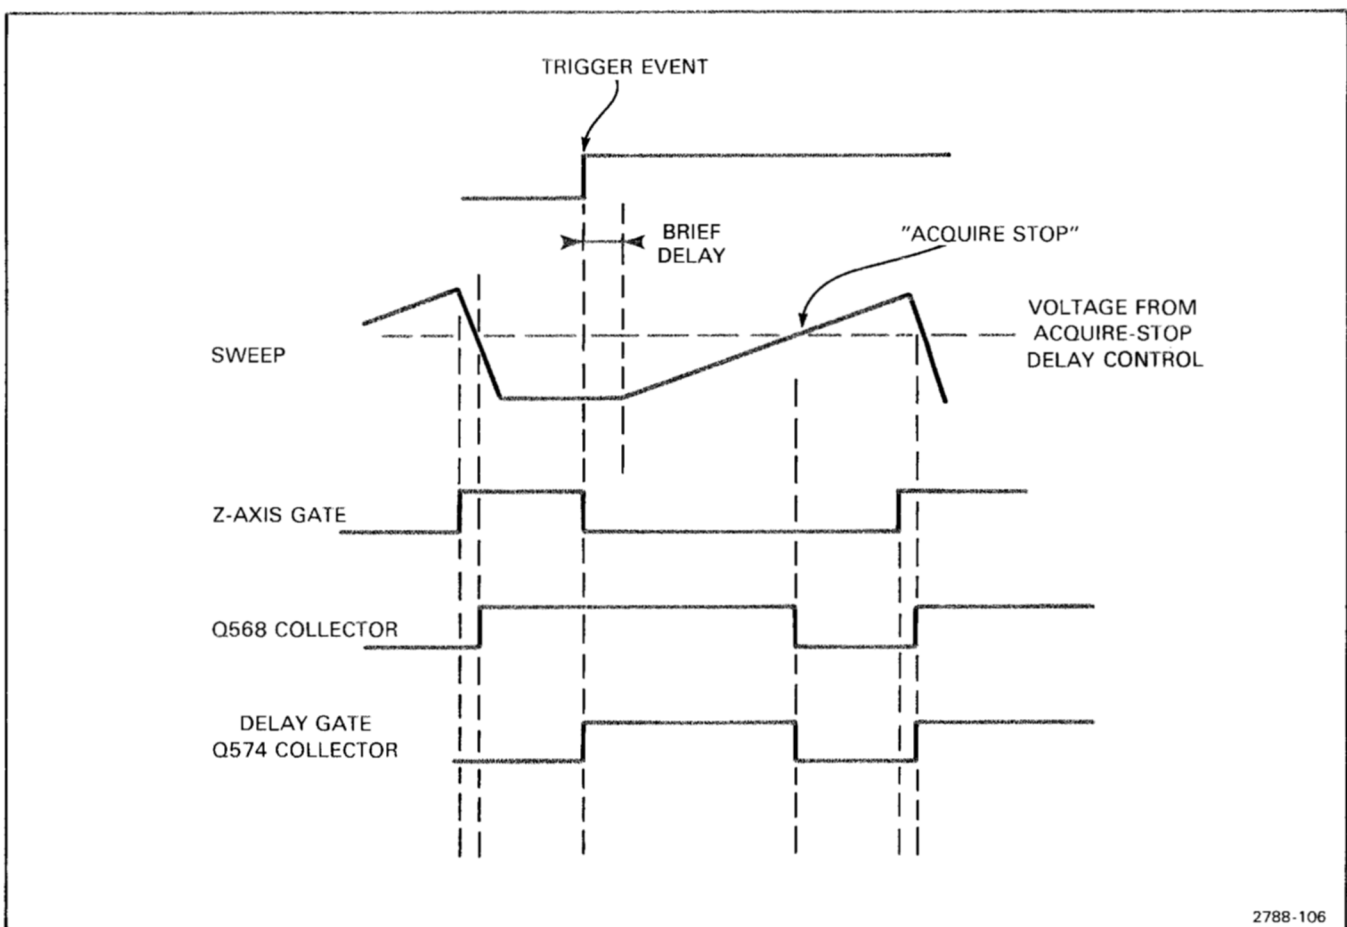 TRIGGER EVENT
BRIEF
DELAY
"ACQUIRE STOP"
VOLTAGE FROM
ACQUIRE-STOP
DELAY CONTROL
SWEEP
Z-AXIS GATE
Q568 COLLECTOR
DELAY GATE
Q574 COLLECTOR
2788-106